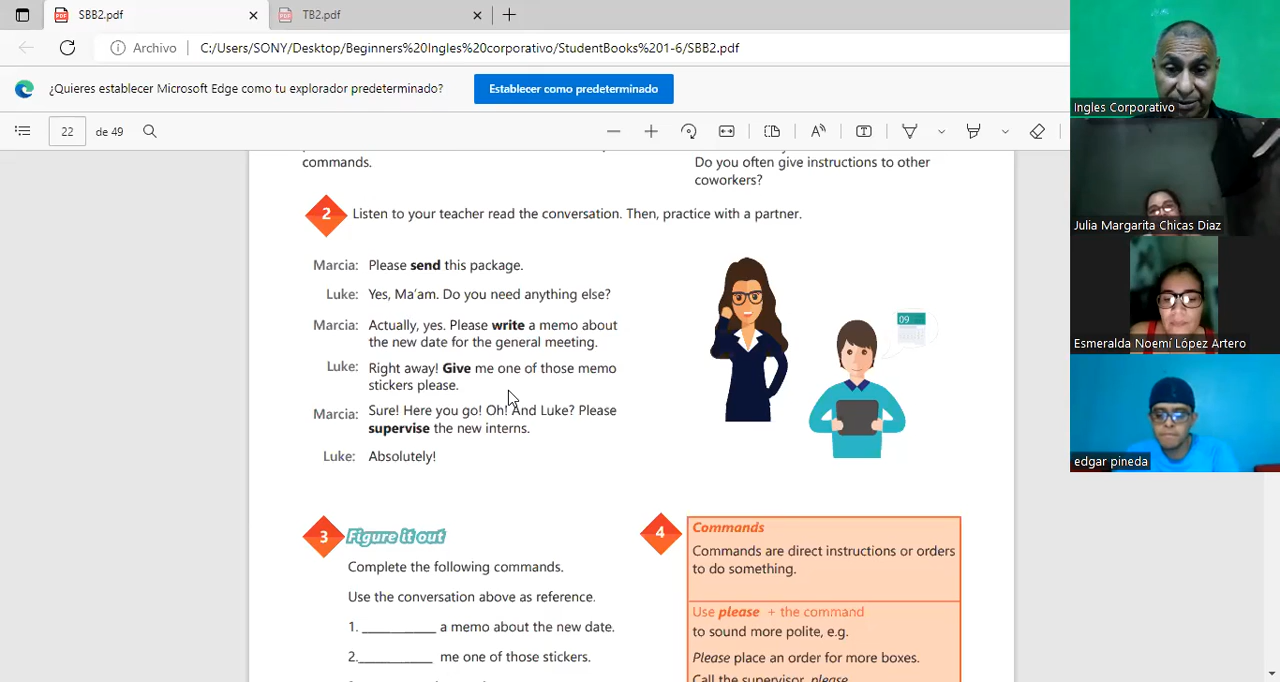 SBB2.pdf
TB2.pdf
Archivo
C:/Users/SONY/Desktop/Beginners%20Ingles%20corporativo/StudentBooks%201-6/SBB2.pdf
¿Quieres establecer Microsoft Edge como tu explorador predeterminado?
Establecer como predeterminado
22
de 49
commands.
Do you often give instructions to other
coworkers?
2
Listen to your teacher read the conversation. Then, practice with a partner.
Marcia: Please send this package.
Luke: Yes, Ma'am. Do you need anything else?
Marcia: Actually, yes. Please write a memo about
the new date for the general meeting.
Luke: Right away! Give me one of those memo
stickers please.
Marcia: Sure! Here you go! Oh! And Luke? Please
supervise the new interns.
Luke: Absolutely!
09
3
Figure it out
Complete the following commands.
Use the conversation above as reference.
1. __________ a memo about the new date.
2.__________ me one of those stickers.
4
Commands
Commands are direct instructions or orders
to do something.
Use please + the command
to sound more polite, e.g.
Please place an order for more boxes.
Call the supervisor, please
Ingles Corporativo
Julia Margarita Chicas Diaz
Esmeralda Noemí López Artero
edgar pineda